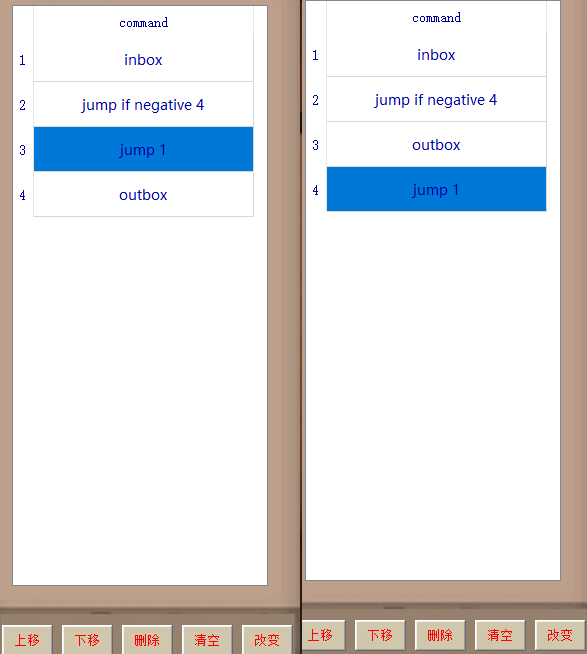 command
1 inbox
2 jump if negative 4
3 jump 1
4 outbox
上移 下移 删除 清空 改变
command
1 inbox
2 jump if negative 4
3 outbox
4 jump 1
上移 下移 删除 清空 改变